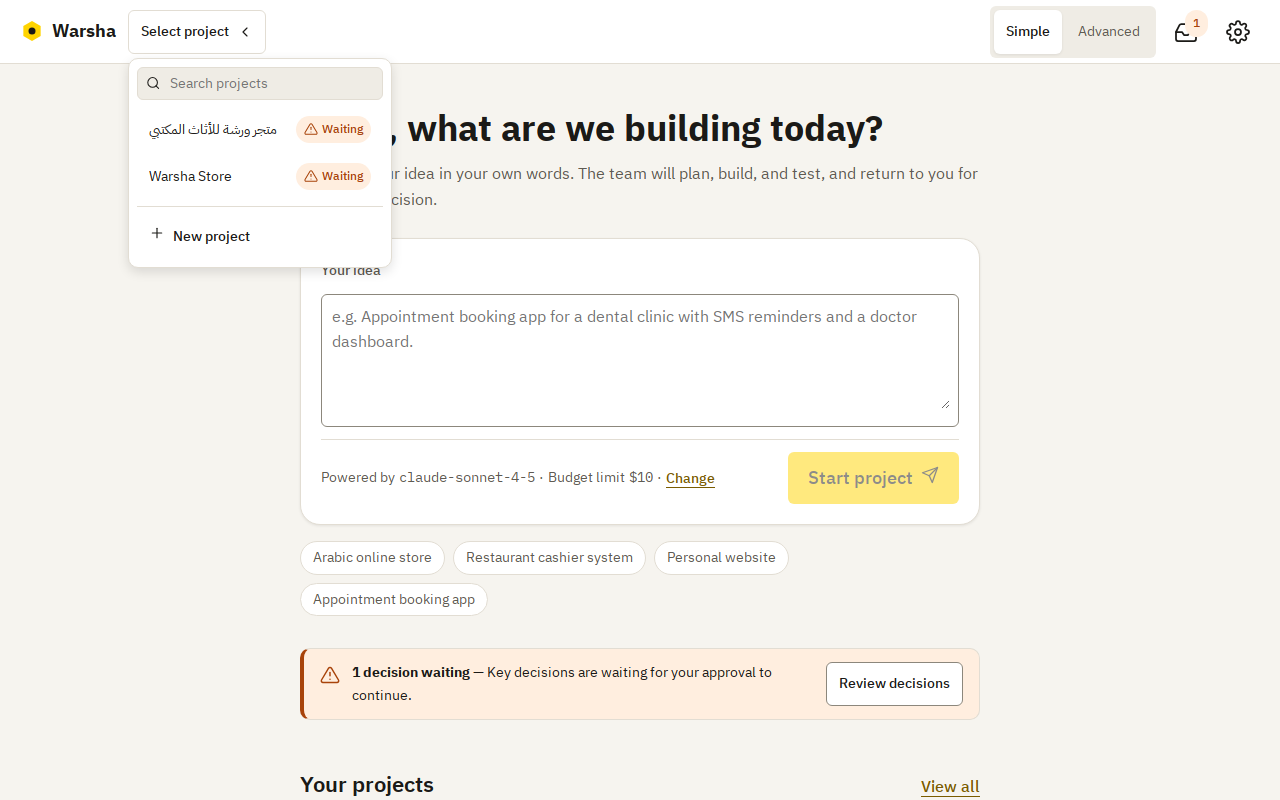 Warsha
Select project
Simple
Advanced
1
Search projects
متجر ورشة للأثاث المكتبي
Waiting
Warsha Store
Waiting
New project
, what are we building today?
idea in your own words. The team will plan, build, and test, and return to you for
Your idea
e.g. Appointment booking app for a dental clinic with SMS reminders and a doctor
dashboard.
Powered by claude-sonnet-4-5 · Budget limit $10 · Change
Start project
Arabic online store
Restaurant cashier system
Personal website
Appointment booking app
1 decision waiting — Key decisions are waiting for your approval to
continue.
Review decisions
Your projects
View all